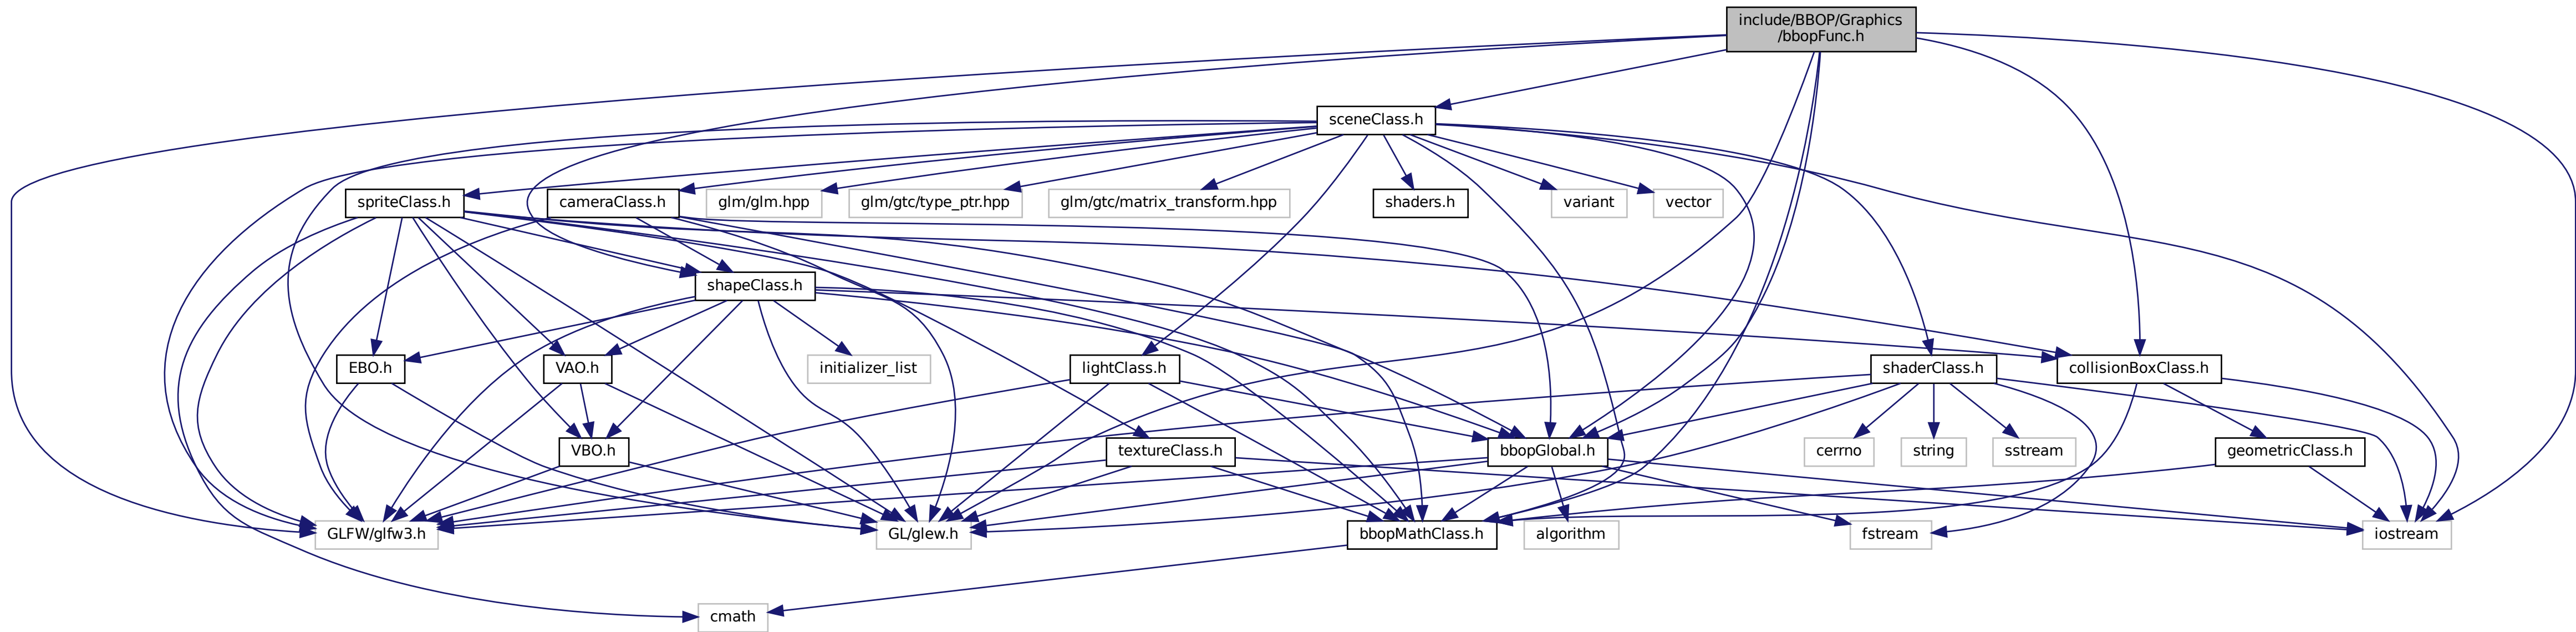 include/BBOP/Graphics
/bbopFunc.h
sceneClass.h
spriteClass.h
cameraClass.h
glm/glm.hpp
glm/gtc/type_ptr.hpp
glm/gtc/matrix_transform.hpp
shaders.h
variant
vector
shapeClass.h
EBO.h
VAO.h
initializer_list
lightClass.h
shaderClass.h
collisionBoxClass.h
VBO.h
textureClass.h
bbopGlobal.h
cerrno
string
sstream
geometricClass.h
GLFW/glfw3.h
GL/glew.h
bbopMathClass.h
algorithm
fstream
iostream
cmath